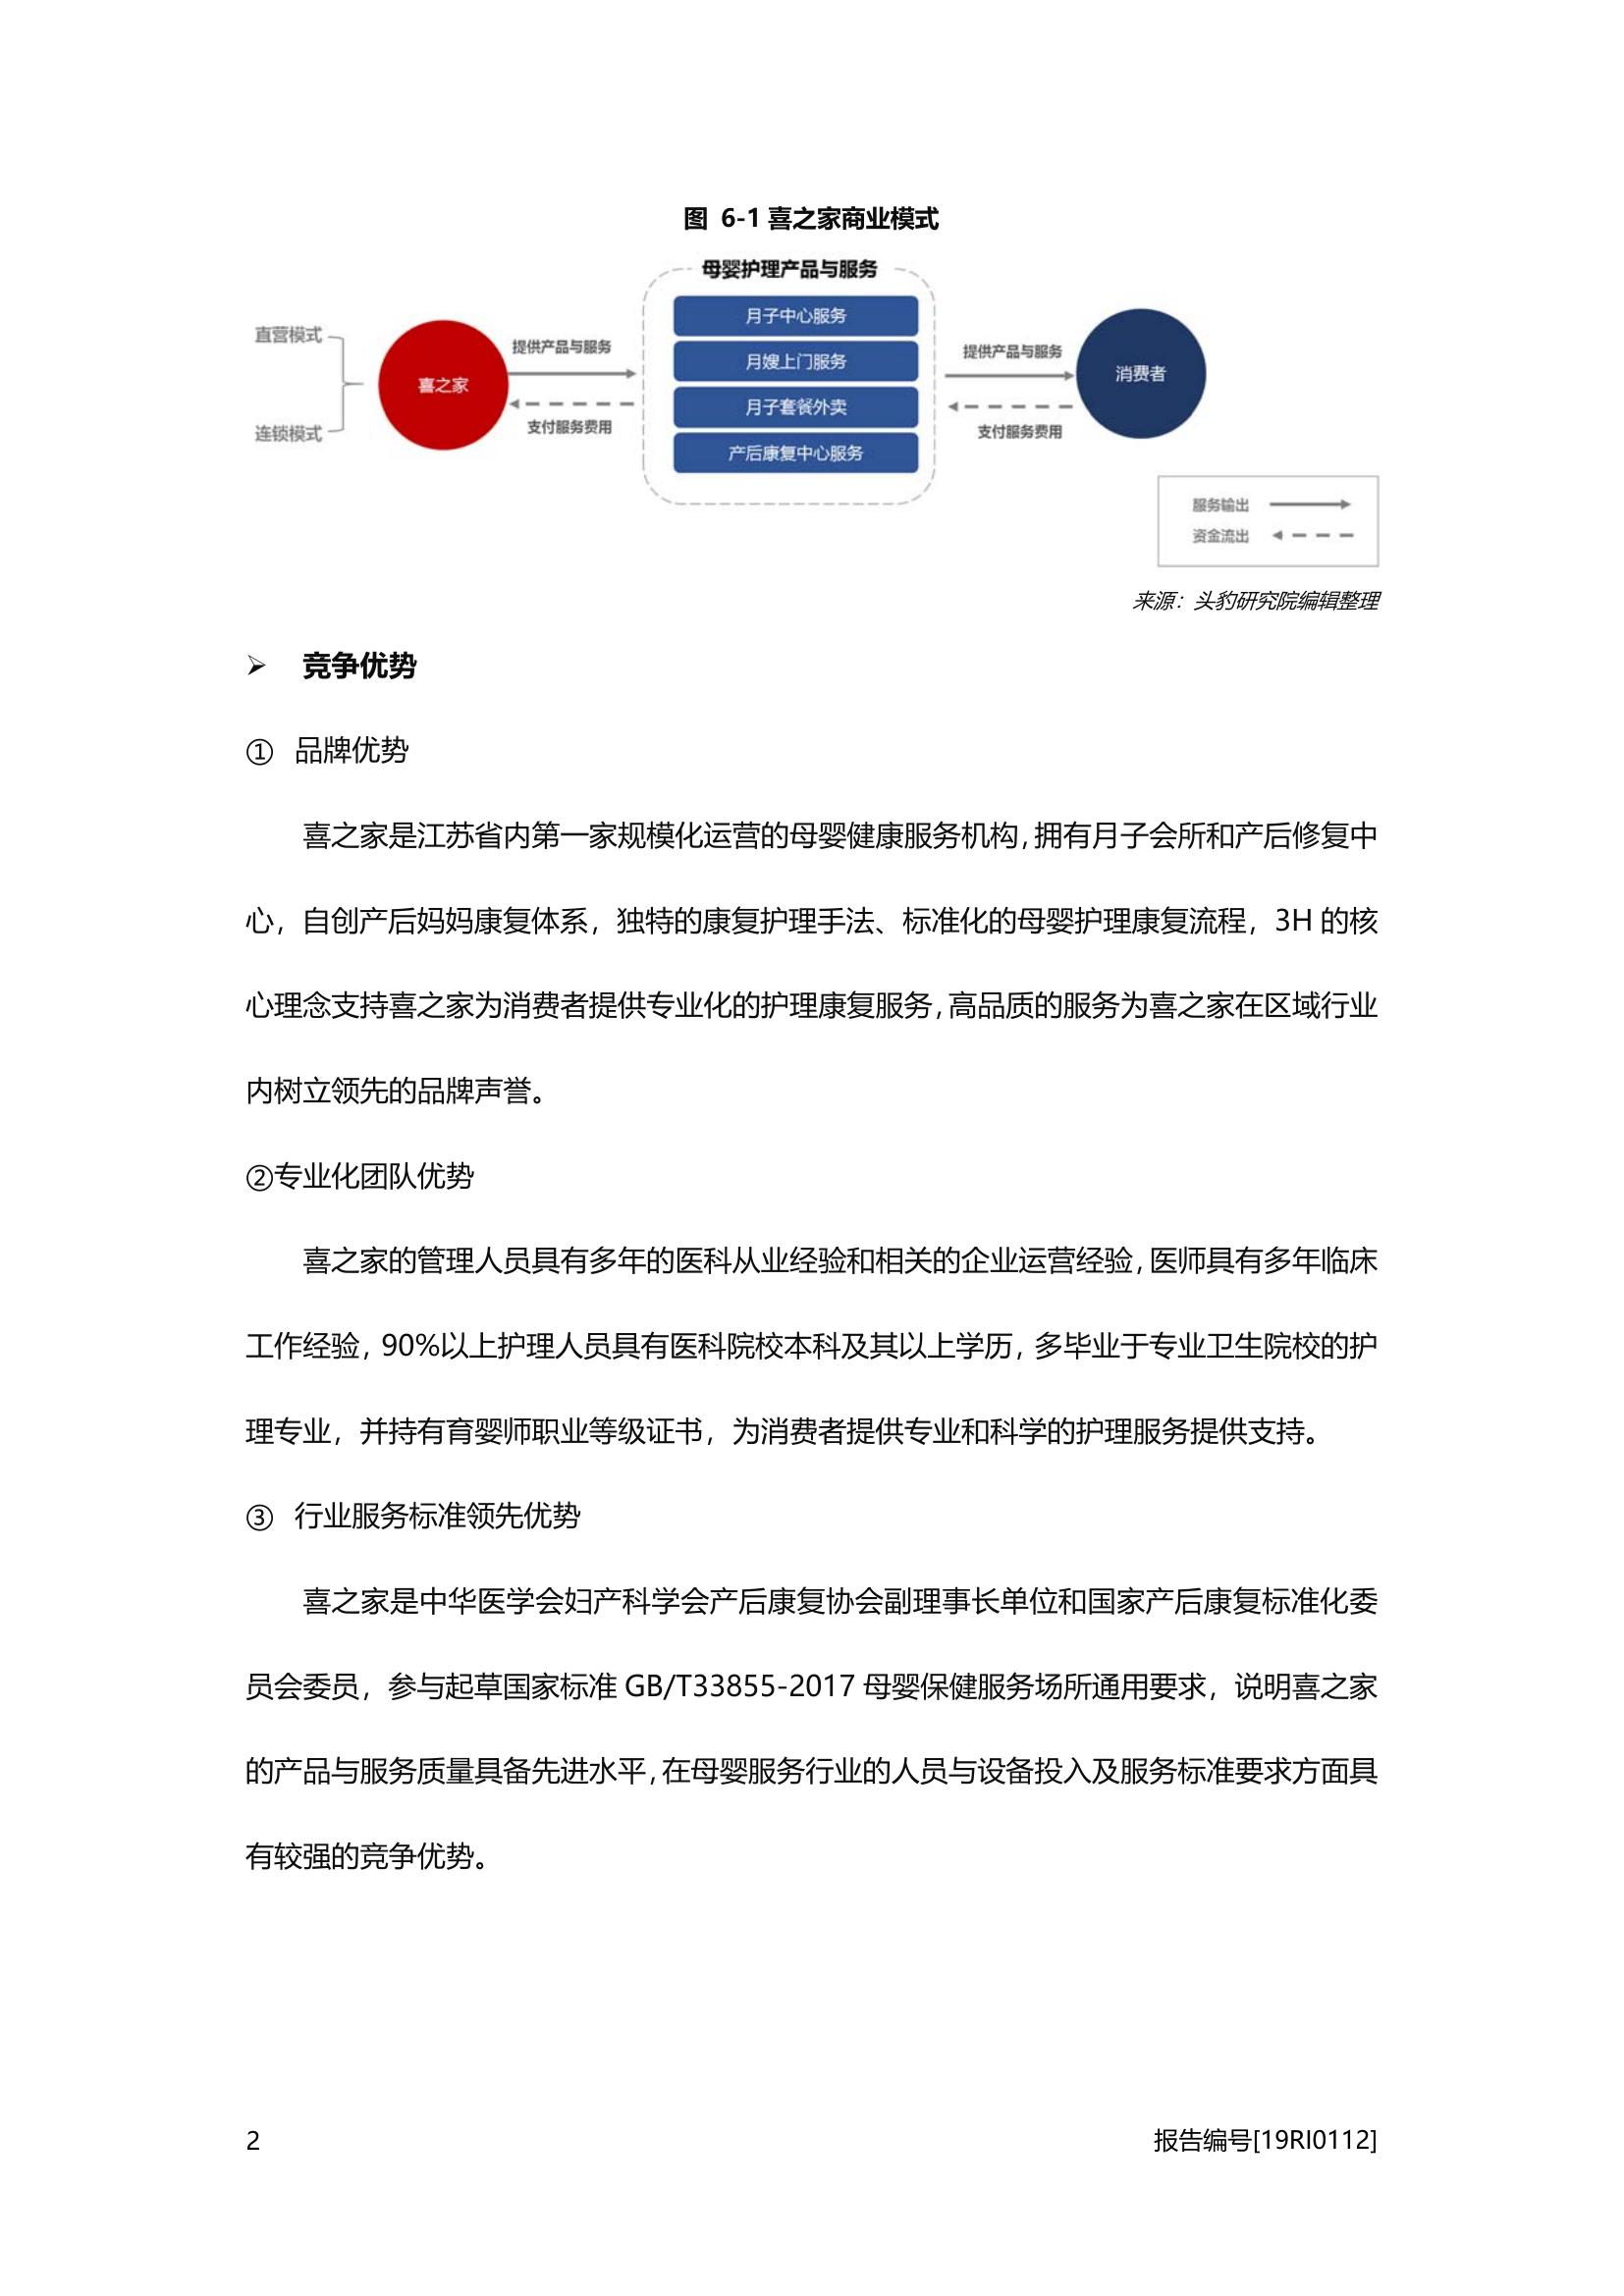 图 6-1 喜之家商业模式
母婴护理产品与服务
直营模式
连锁模式
喜之家
提供产品与服务
支付服务费用
月子中心服务
月嫂上门服务
月子套餐外卖
产后康复中心服务
提供产品与服务
支付服务费用
消费者
服务输出
资金流出
来源：头豹研究院编辑整理
➢ 竞争优势
① 品牌优势
喜之家是江苏省内第一家规模化运营的母婴健康服务机构，拥有月子会所和产后修复中
心，自创产后妈妈康复体系，独特的康复护理手法、标准化的母婴护理康复流程，3H 的核
心理念支持喜之家为消费者提供专业化的护理康复服务，高品质的服务为喜之家在区域行业
内树立领先的品牌声誉。
②专业化团队优势
喜之家的管理人员具有多年的医科从业经验和相关的企业运营经验，医师具有多年临床
工作经验，90%以上护理人员具有医科院校本科及其以上学历，多毕业于专业卫生院校的护
理专业，并持有育婴师职业等级证书，为消费者提供专业和科学的护理服务提供支持。
③ 行业服务标准领先优势
喜之家是中华医学会妇产科学会产后康复协会副理事长单位和国家产后康复标准化委
员会委员，参与起草国家标准 GB/T33855-2017 母婴保健服务场所通用要求，说明喜之家
的产品与服务质量具备先进水平，在母婴服务行业的人员与设备投入及服务标准要求方面具
有较强的竞争优势。
2
报告编号[19RI0112]